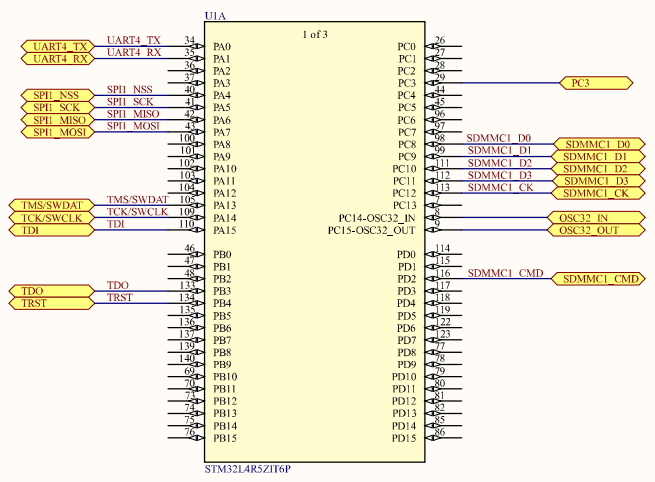 U1A
1 of 3
UART4_TX UART4_TX 34 PA0 PC0 26
UART4_RX UART4_RX 35 PA1 PC1 27
36 PA2 PC2 28
37 PA3 PC3 29 PC3
SPI1_NSS SPI1_NSS 40 PA4 PC4 44
SPI1_SCK SPI1_SCK 41 PA5 PC5 45
SPI1_MISO SPI1_MISO 42 PA6 PC6 96
SPI1_MOSI SPI1_MOSI 43 PA7 PC7 97
100 PA8 PC8 98 SDMMC1_D0 SDMMC1_D0
101 PA9 PC9 99 SDMMC1_D1 SDMMC1_D1
102 PA10 PC10 111 SDMMC1_D2 SDMMC1_D2
103 PA11 PC11 112 SDMMC1_D3 SDMMC1_D3
104 PA12 PC12 113 SDMMC1_CK SDMMC1_CK
TMS/SWDAT TMS/SWDAT 105 PA13 PC13 7
TCK/SWCLK TCK/SWCLK 109 PA14 PC14-OSC32_IN 8 OSC32_IN
TDI TDI 110 PA15 PC15-OSC32_OUT 9 OSC32_OUT
46 PB0 PD0 114
47 PB1 PD1 115
48 PB2 PD2 116 SDMMC1_CMD SDMMC1_CMD
TDO TDO 133 PB3 PD3 117
TRST TRST 134 PB4 PD4 118
135 PB5 PD5 119
136 PB6 PD6 122
137 PB7 PD7 123
139 PB8 PD8 77
140 PB9 PD9 78
69 PB10 PD10 79
70 PB11 PD11 80
73 PB12 PD12 81
74 PB13 PD13 82
75 PB14 PD14 85
76 PB15 PD15 86
STM32L4R5ZIT6P